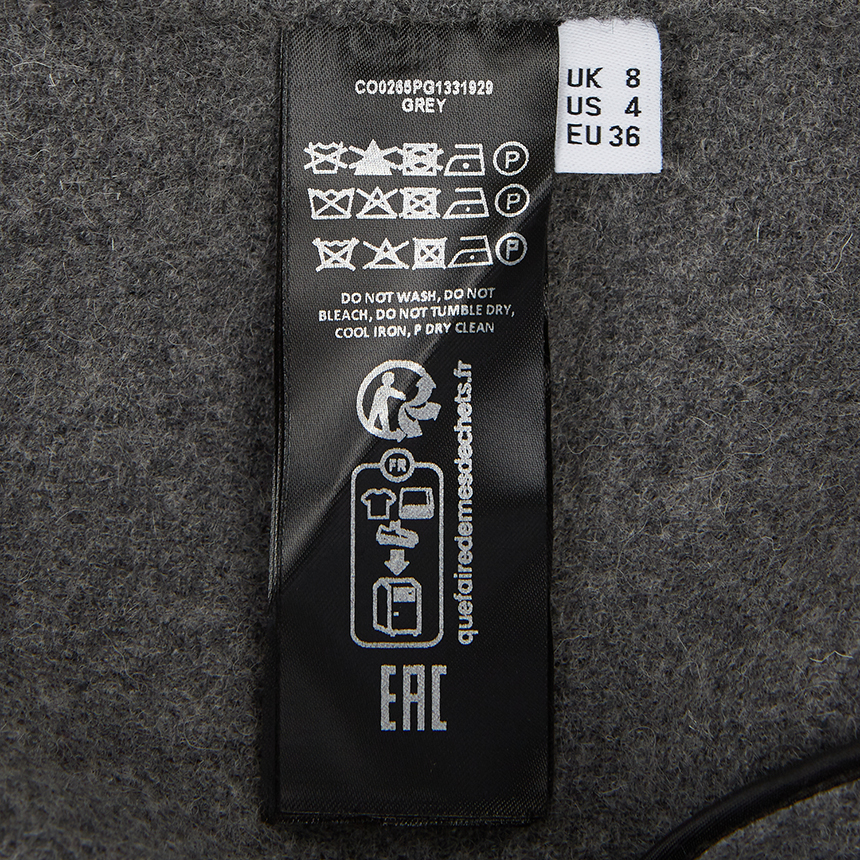 CO0265PG1331929
GREY
UK 8
US 4
EU 36
P
P
P
DO NOT WASH, DO NOT
BLEACH, DO NOT TUMBLE DRY,
COOL IRON, P DRY CLEAN
quefairedemesdechets.fr
FR
EAC